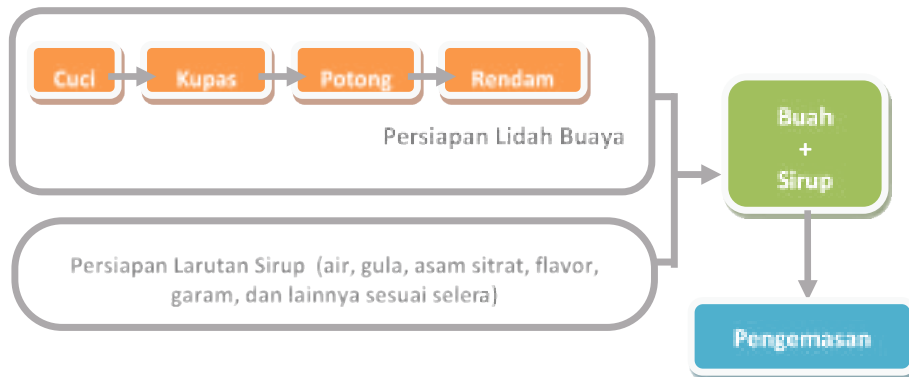 Cuci
Kupas
Potong
Rendam
Persiapan Lidah Buaya
Persiapan Larutan Sirup (air, gula, asam sitrat, flavor,
garam, dan lainnya sesuai selera)
Buah
+
Sirup
Pengemasan